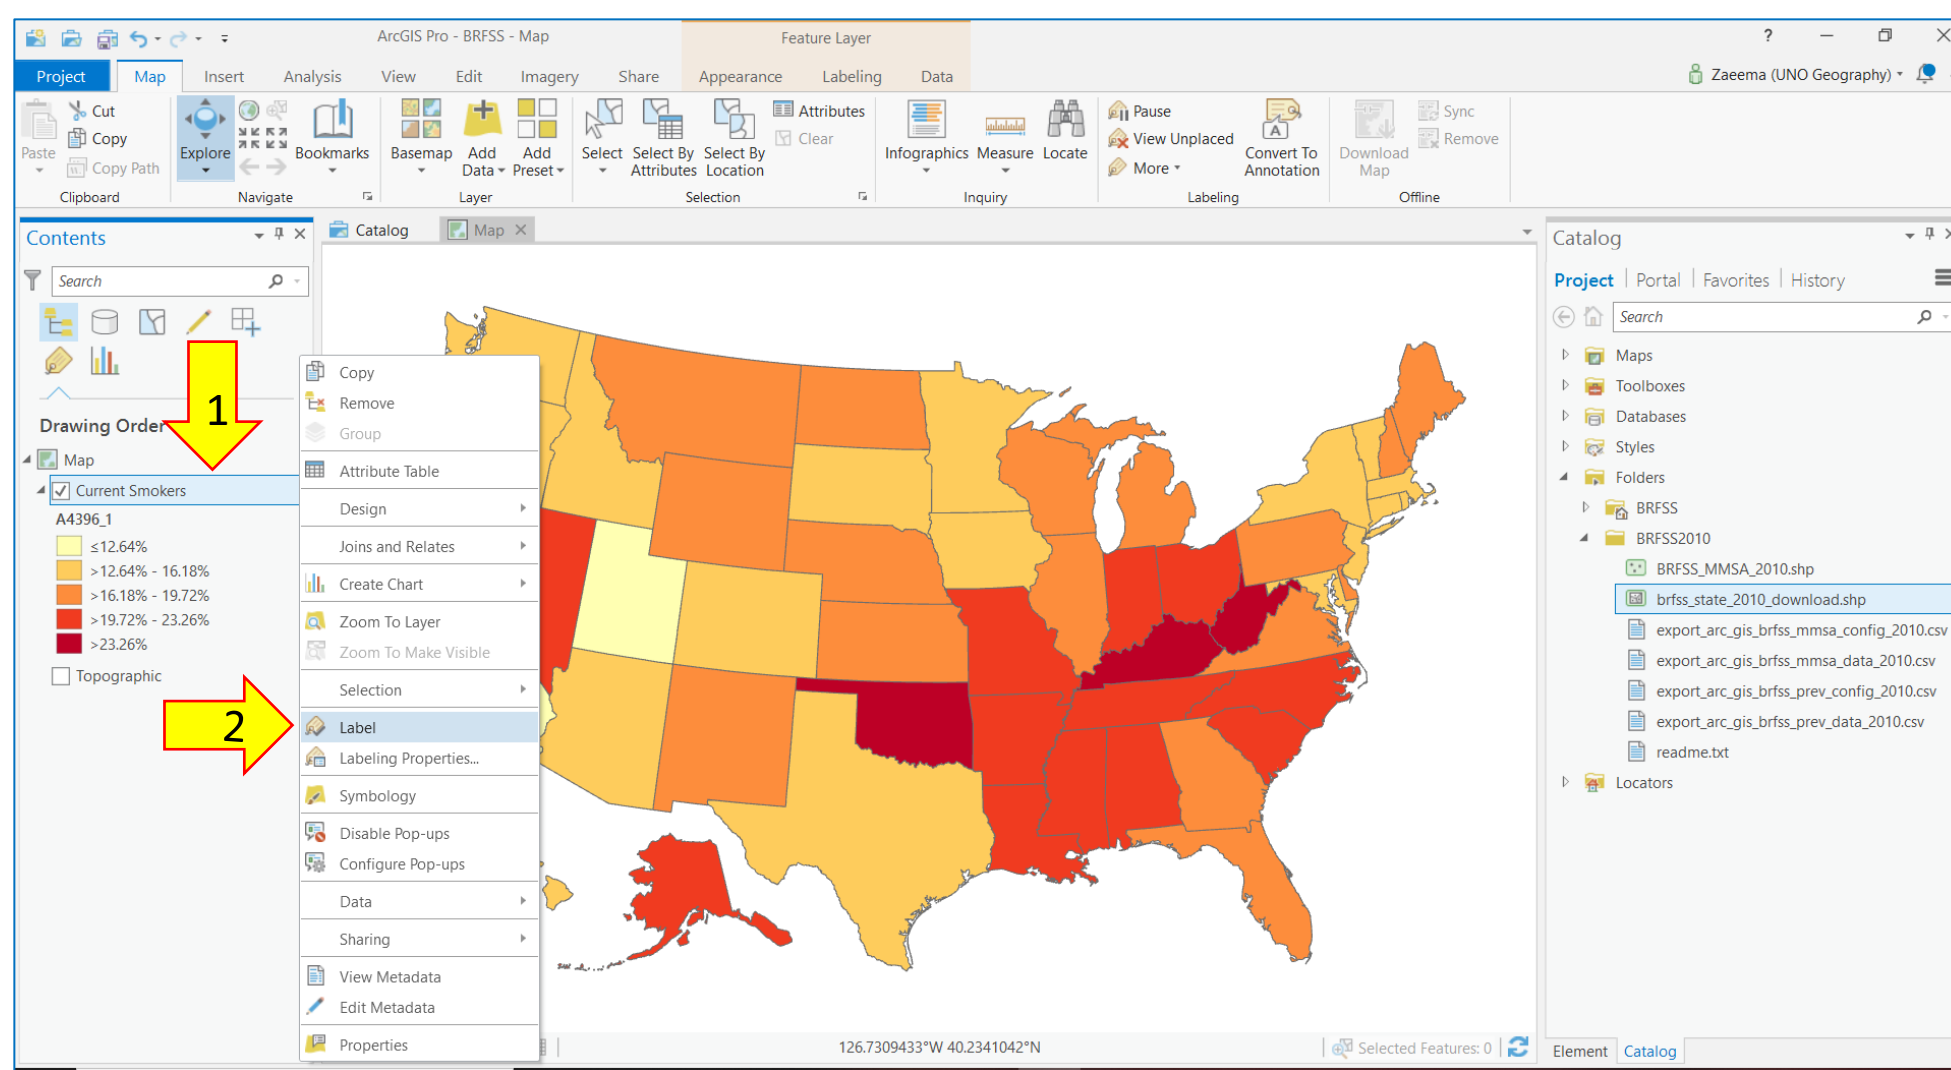 ArcGIS Pro - BRFSS - Map
Feature Layer
?
Project Map Insert Analysis View Edit Imagery Share Appearance Labeling Data
Zaeema (UNO Geography)
Paste
Cut
Copy
Copy Path
Clipboard
Explore
Bookmarks
Navigate
Basemap
Add Data
Add Preset
Layer
Select
Select By Attributes
Select By Location
Attributes
Clear
Selection
Infographics
Measure
Locate
Inquiry
Pause
View Unplaced
More
Convert To Annotation
Labeling
Download Map
Sync
Remove
Offline
Contents
Search
Drawing Order
1
Map
Current Smokers
A4396_1
≤12.64%
>12.64% - 16.18%
>16.18% - 19.72%
>19.72% - 23.26%
>23.26%
Topographic
2
Catalog
Map
Copy
Remove
Group
Attribute Table
Design
Joins and Relates
Create Chart
Zoom To Layer
Zoom To Make Visible
Selection
Label
Labeling Properties...
Symbology
Disable Pop-ups
Configure Pop-ups
Data
Sharing
View Metadata
Edit Metadata
Properties
126.7309433°W 40.2341042°N
Selected Features: 0
Catalog
Project | Portal | Favorites | History
Search
Maps
Toolboxes
Databases
Styles
Folders
BRFSS
BRFSS2010
BRFSS_MMSA_2010.shp
brfss_state_2010_download.shp
export_arc_gis_brfss_mmsa_config_2010.csv
export_arc_gis_brfss_mmsa_data_2010.csv
export_arc_gis_brfss_prev_config_2010.csv
export_arc_gis_brfss_prev_data_2010.csv
readme.txt
Locators
Element Catalog